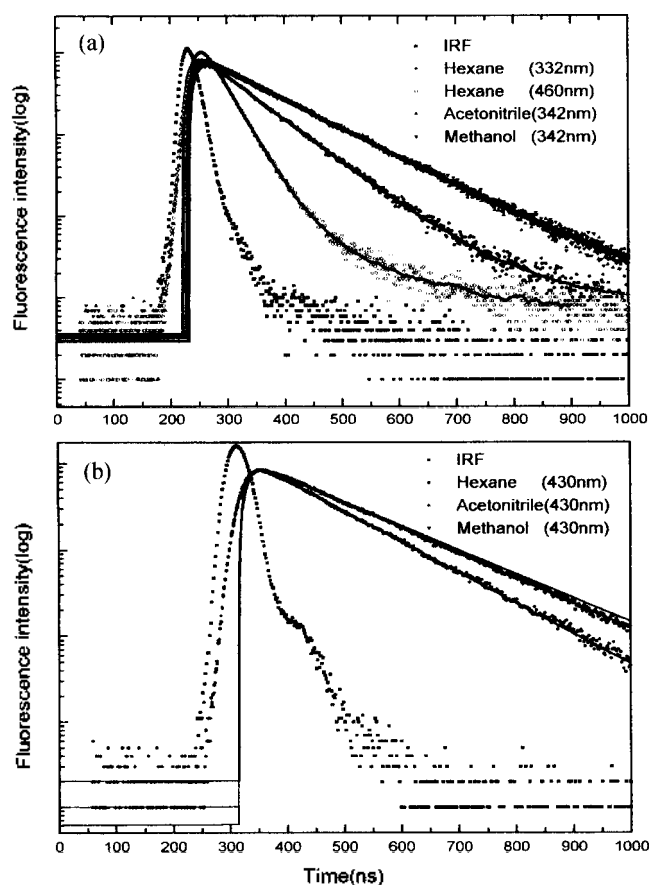 (a)
IRF
Hexane (332nm)
Hexane (460nm)
Acetonitrile(342nm)
Methanol (342nm)
Fluorescence intensity(log)
0 100 200 300 400 500 600 700 800 900 1000
(b)
IRF
Hexane (430nm)
Acetonitrile(430nm)
Methanol (430nm)
Fluorescence intensity(log)
0 100 200 300 400 500 600 700 800 900 1000
Time(ns)